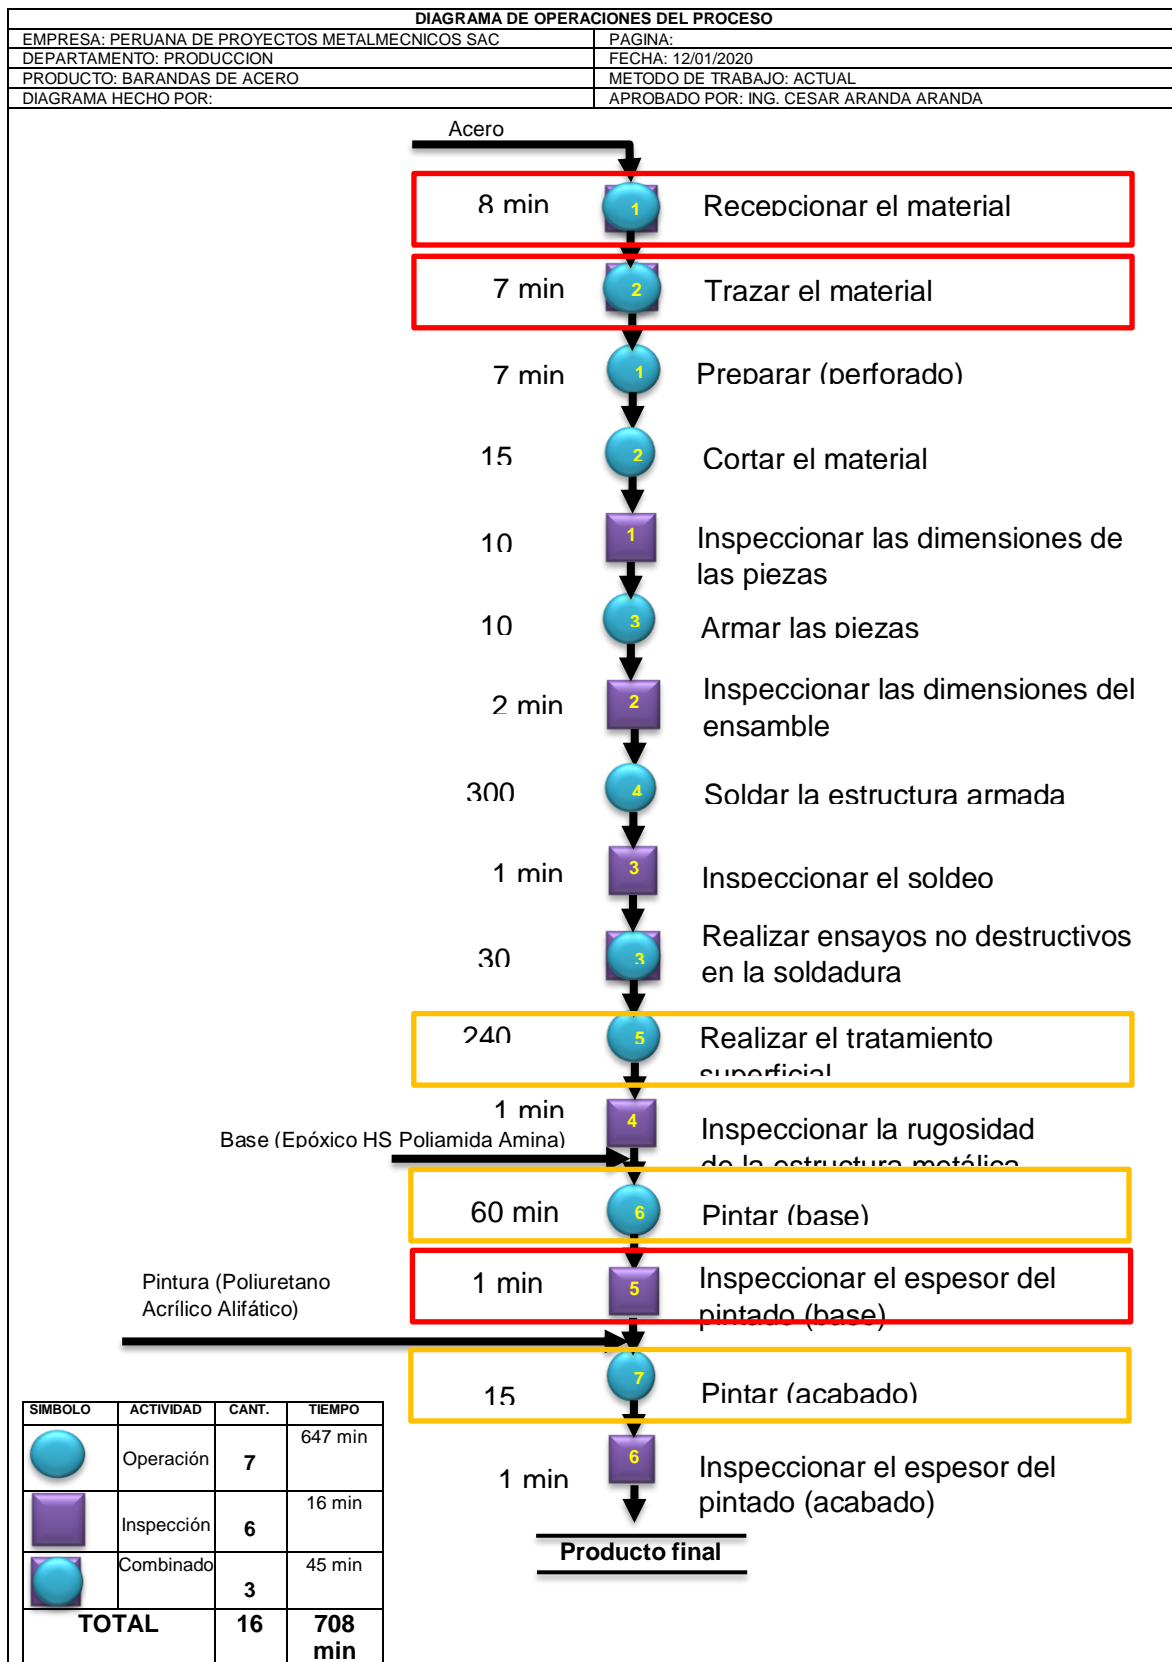 DIAGRAMA DE OPERACIONES DEL PROCESO
EMPRESA: PERUANA DE PROYECTOS METALMECNICOS SAC
PAGINA:
DEPARTAMENTO: PRODUCCION
FECHA: 12/01/2020
PRODUCTO: BARANDAS DE ACERO
METODO DE TRABAJO: ACTUAL
DIAGRAMA HECHO POR:
APROBADO POR: ING. CESAR ARANDA ARANDA
Acero
8 min
1
Recepcionar el material
7 min
2
Trazar el material
7 min
1
Preparar (perforado)
15
2
Cortar el material
10
1
Inspeccionar las dimensiones de
las piezas
10
3
Armar las piezas
2 min
2
Inspeccionar las dimensiones del
ensamble
300
4
Soldar la estructura armada
1 min
3
Inspeccionar el soldeo
30
3
Realizar ensayos no destructivos
en la soldadura
240
5
Realizar el tratamiento
superficial
1 min
4
Inspeccionar la rugosidad
de la estructura metálica
Base (Epóxico HS Poliamida Amina)
60 min
6
Pintar (base)
1 min
5
Inspeccionar el espesor del
pintado (base)
Pintura (Poliuretano
Acrílico Alifático)
15
7
Pintar (acabado)
1 min
6
Inspeccionar el espesor del
pintado (acabado)
Producto final
SIMBOLO ACTIVIDAD CANT. TIEMPO
Operación 7 647 min
Inspección 6 16 min
Combinado 3 45 min
TOTAL 16 708
min